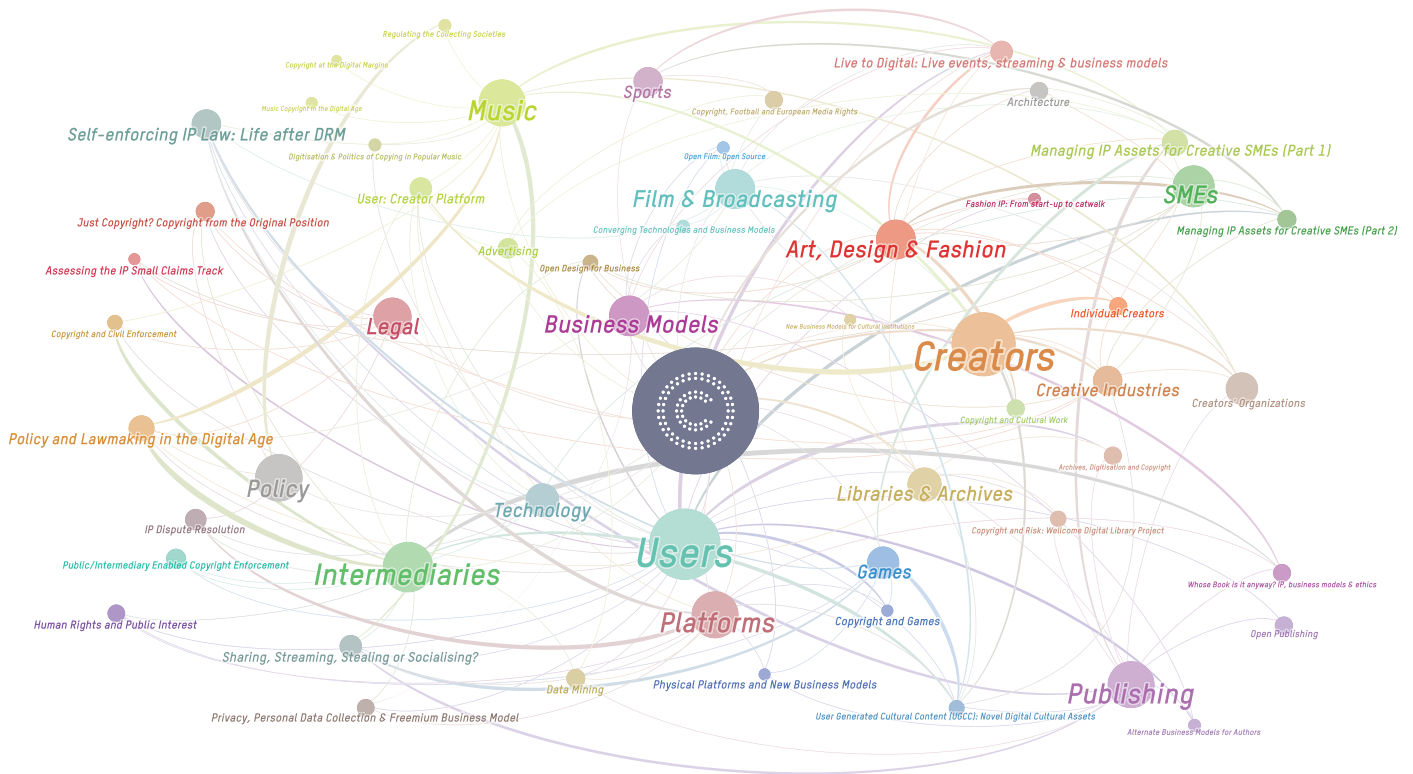 Regulating the Collecting Societies
Copyright at the Digital Margins
Live to Digital: Live events, streaming & business models
Sports
Architecture
Music Copyright in the Digital Age
Music
Copyright, Football and European Media Rights
Self-enforcing IP Law: Life after DRM
Digitisation & Politics of Copying in Popular Music
Open Film: Open Source
Managing IP Assets for Creative SMEs (Part 1)
User: Creator Platform
Film & Broadcasting
SMEs
Fashion IP: From start-up to catwalk
Just Copyright? Copyright from the Original Position
Converging Technologies and Business Models
Managing IP Assets for Creative SMEs (Part 2)
Advertising
Art, Design & Fashion
Assessing the IP Small Claims Track
Open Design for Business
Individual Creators
Copyright and Civil Enforcement
Legal
Business Models
New Business Models for Cultural Institutions
Creators
Creative Industries
Creators' Organizations
Copyright and Cultural Work
Policy and Lawmaking in the Digital Age
Archives, Digitisation and Copyright
Policy
Libraries & Archives
Technology
IP Dispute Resolution
Copyright and Risk: Wellcome Digital Library Project
Users
Public/Intermediary Enabled Copyright Enforcement
Intermediaries
Games
Whose Book is it anyway? IP, business models & ethics
Human Rights and Public Interest
Platforms
Copyright and Games
Open Publishing
Sharing, Streaming, Stealing or Socialising?
Data Mining
Physical Platforms and New Business Models
Publishing
Privacy, Personal Data Collection & Freemium Business Model
User Generated Cultural Content (UGCC): Novel Digital Cultural Assets
Alternate Business Models for Authors